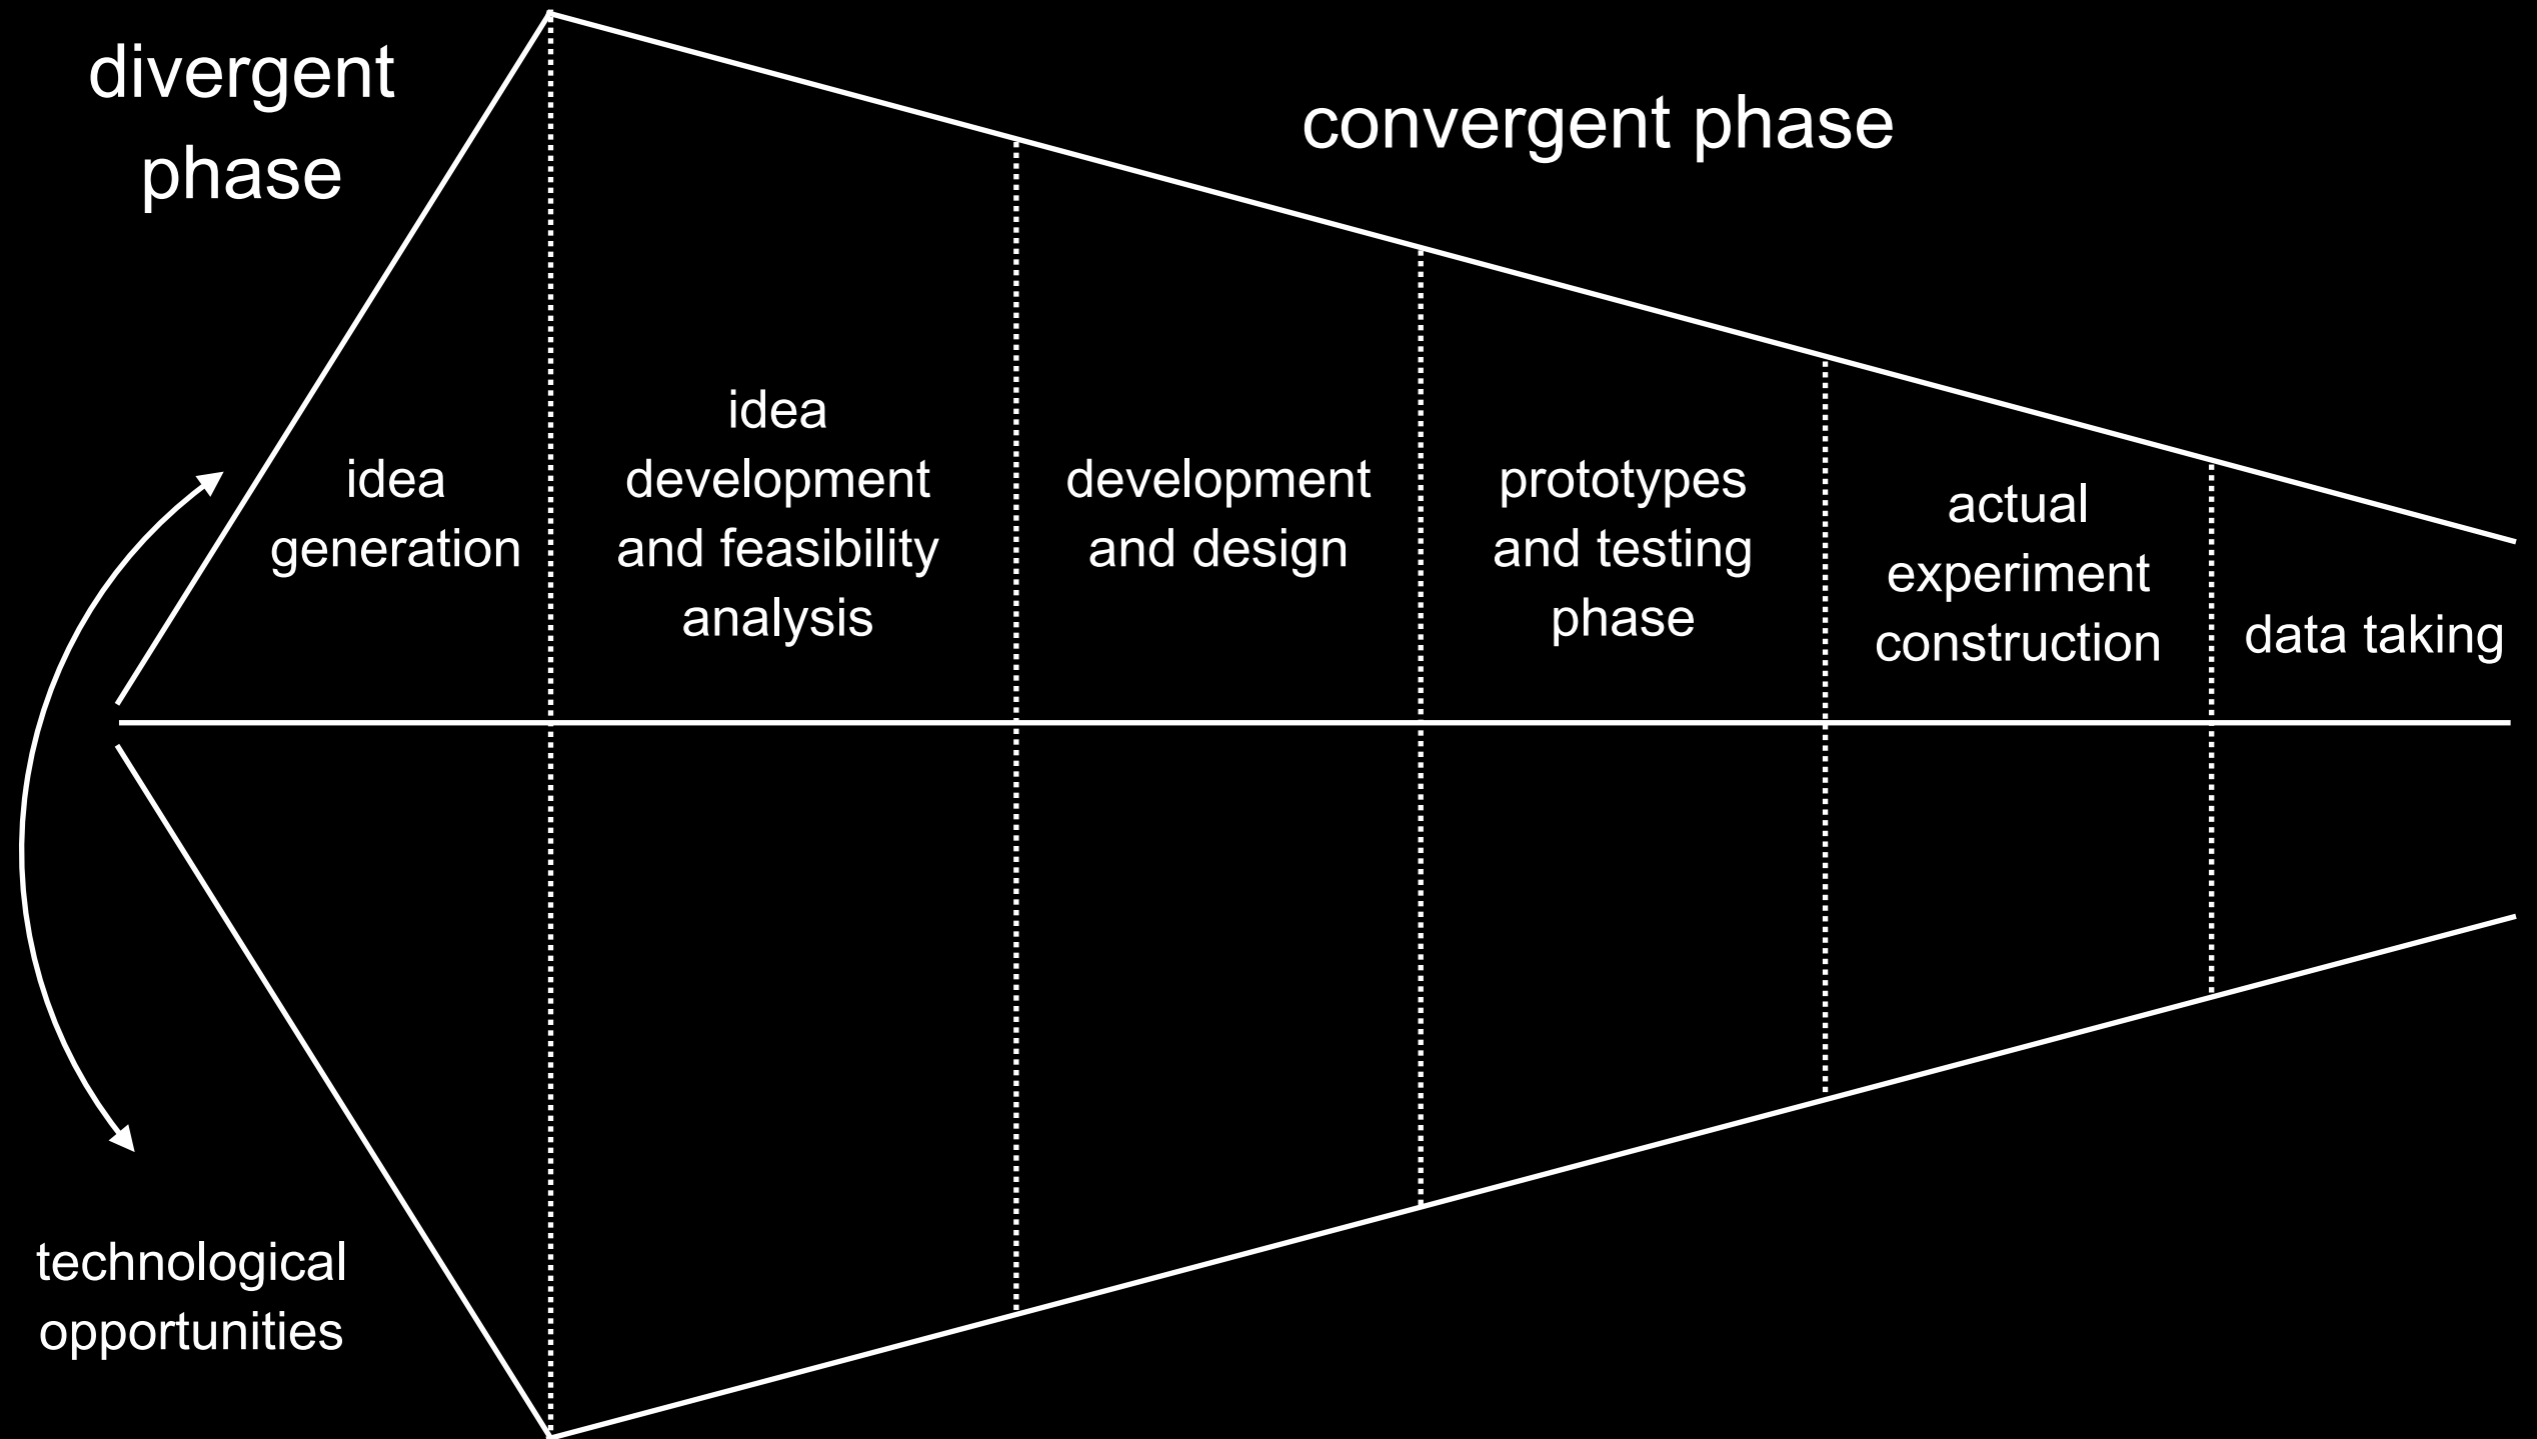 divergent
phase
convergent phase
idea
generation
idea
development
and feasibility
analysis
development
and design
prototypes
and testing
phase
actual
experiment
construction
data taking
technological
opportunities